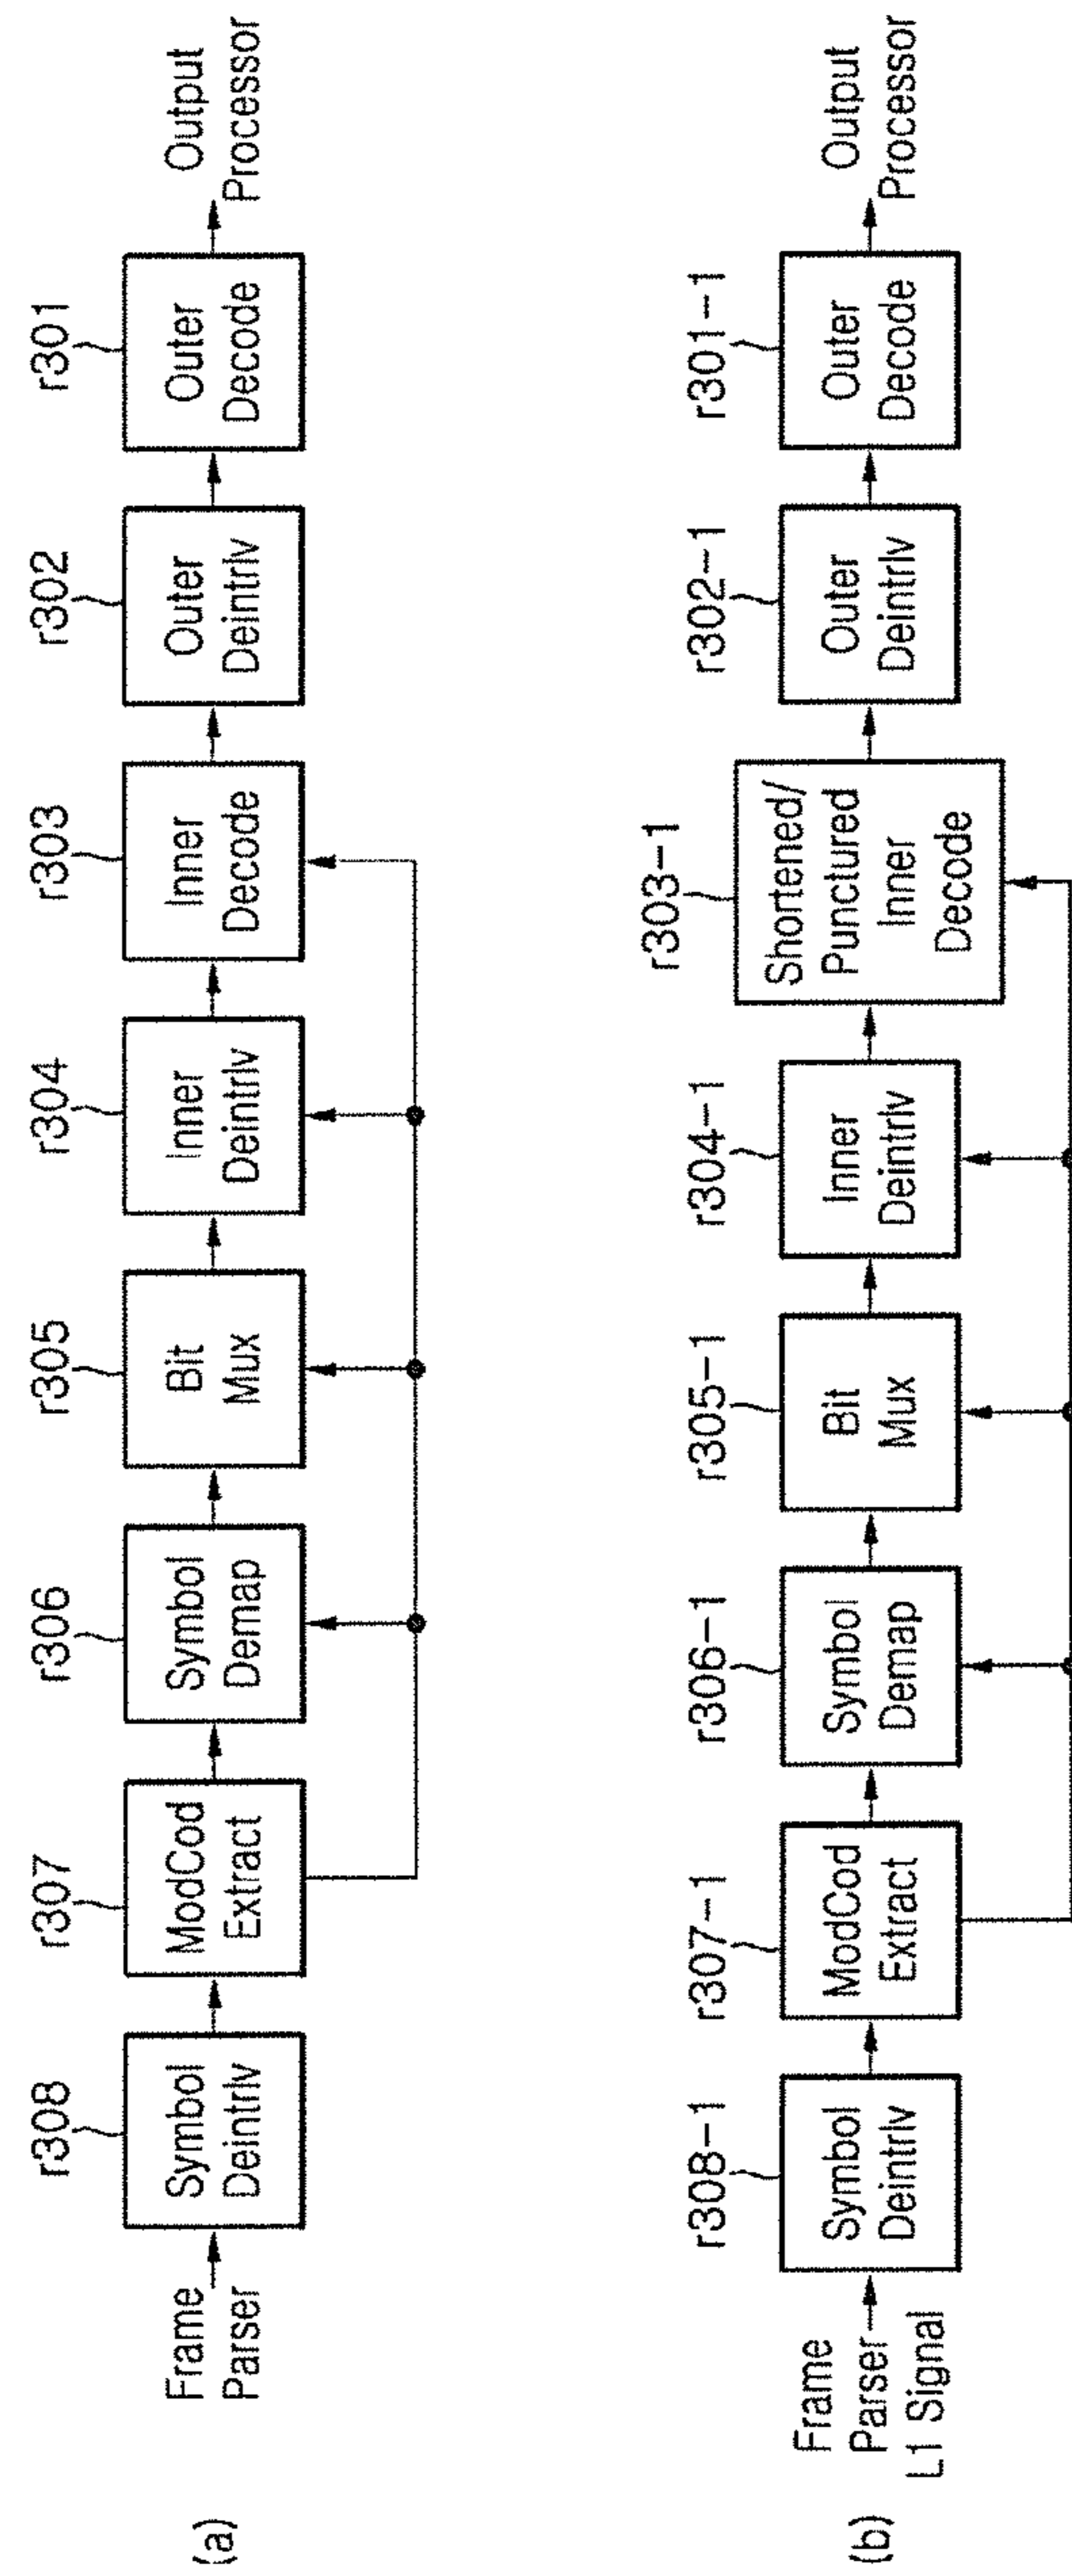 (a)
Frame
Parser
r308
Symbol
Deintrlv
r307
ModCod
Extract
r306
Symbol
Demap
r305
Bit
Mux
r304
Inner
Deintrlv
r303
Inner
Decode
r302
Outer
Deintrlv
r301
Outer
Decode
Output
Processor
(b)
Frame
Parser
L1 Signal
r308-1
Symbol
Deintrlv
r307-1
ModCod
Extract
r306-1
Symbol
Demap
r305-1
Bit
Mux
r304-1
Inner
Deintrlv
r303-1
Shortened/
Punctured
Inner
Decode
r302-1
Outer
Deintrlv
r301-1
Outer
Decode
Output
Processor